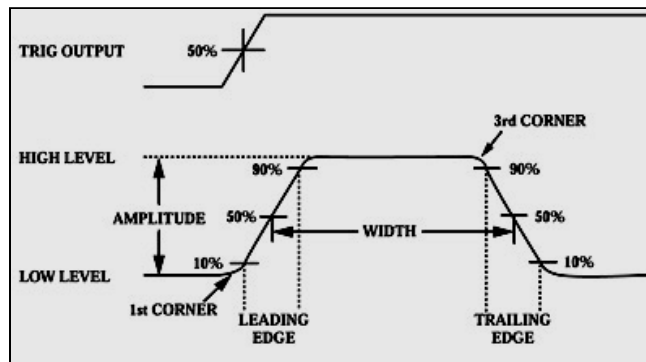 TRIG OUTPUT
50%
3rd CORNER
HIGH LEVEL
90%
90%
AMPLITUDE
50%
WIDTH
50%
10%
10%
LOW LEVEL
1st CORNER
LEADING
EDGE
TRAILING
EDGE